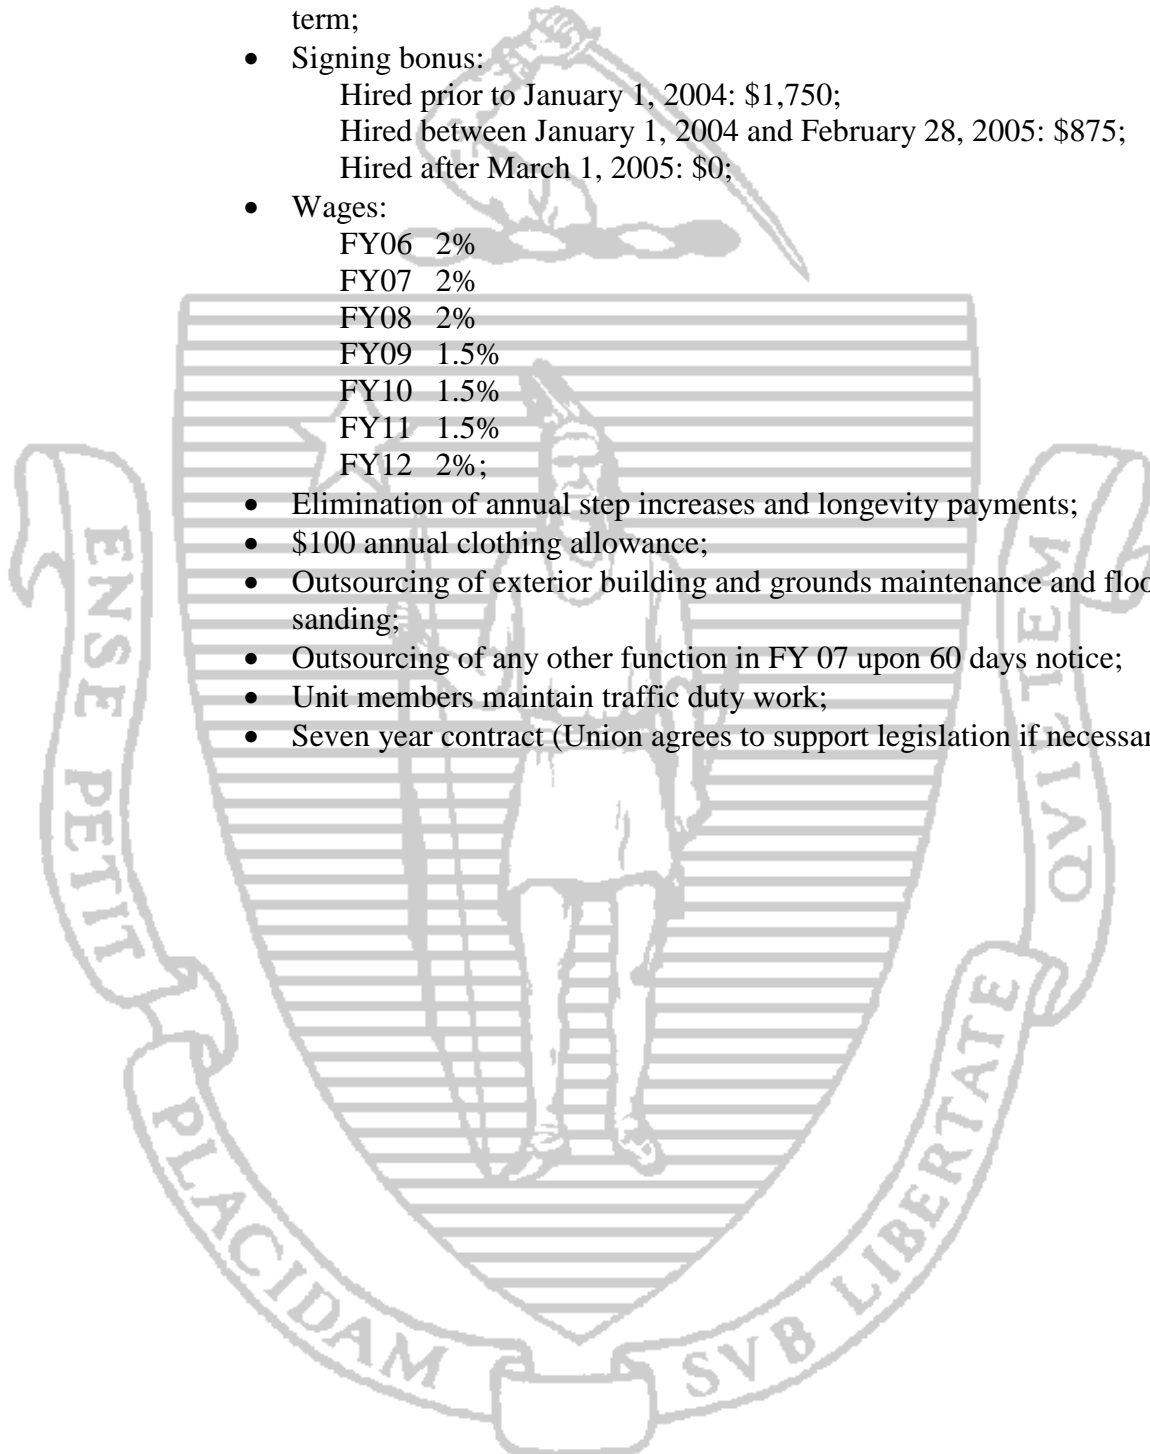 term;
• Signing bonus:
Hired prior to January 1, 2004: $1,750;
Hired between January 1, 2004 and February 28, 2005: $875;
Hired after March 1, 2005: $0;
• Wages:
FY06 2%
FY07 2%
FY08 2%
FY09 1.5%
FY10 1.5%
FY11 1.5%
FY12 2%;
• Elimination of annual step increases and longevity payments;
• $100 annual clothing allowance;
• Outsourcing of exterior building and grounds maintenance and
sanding;
• Outsourcing of any other function in FY 07 upon 60 days notice;
• Unit members maintain traffic duty work;
• Seven year contract (Union agrees to support legislation if
ENSE PETIT PLACIDAM SVB LIBERTATE QVIETEM